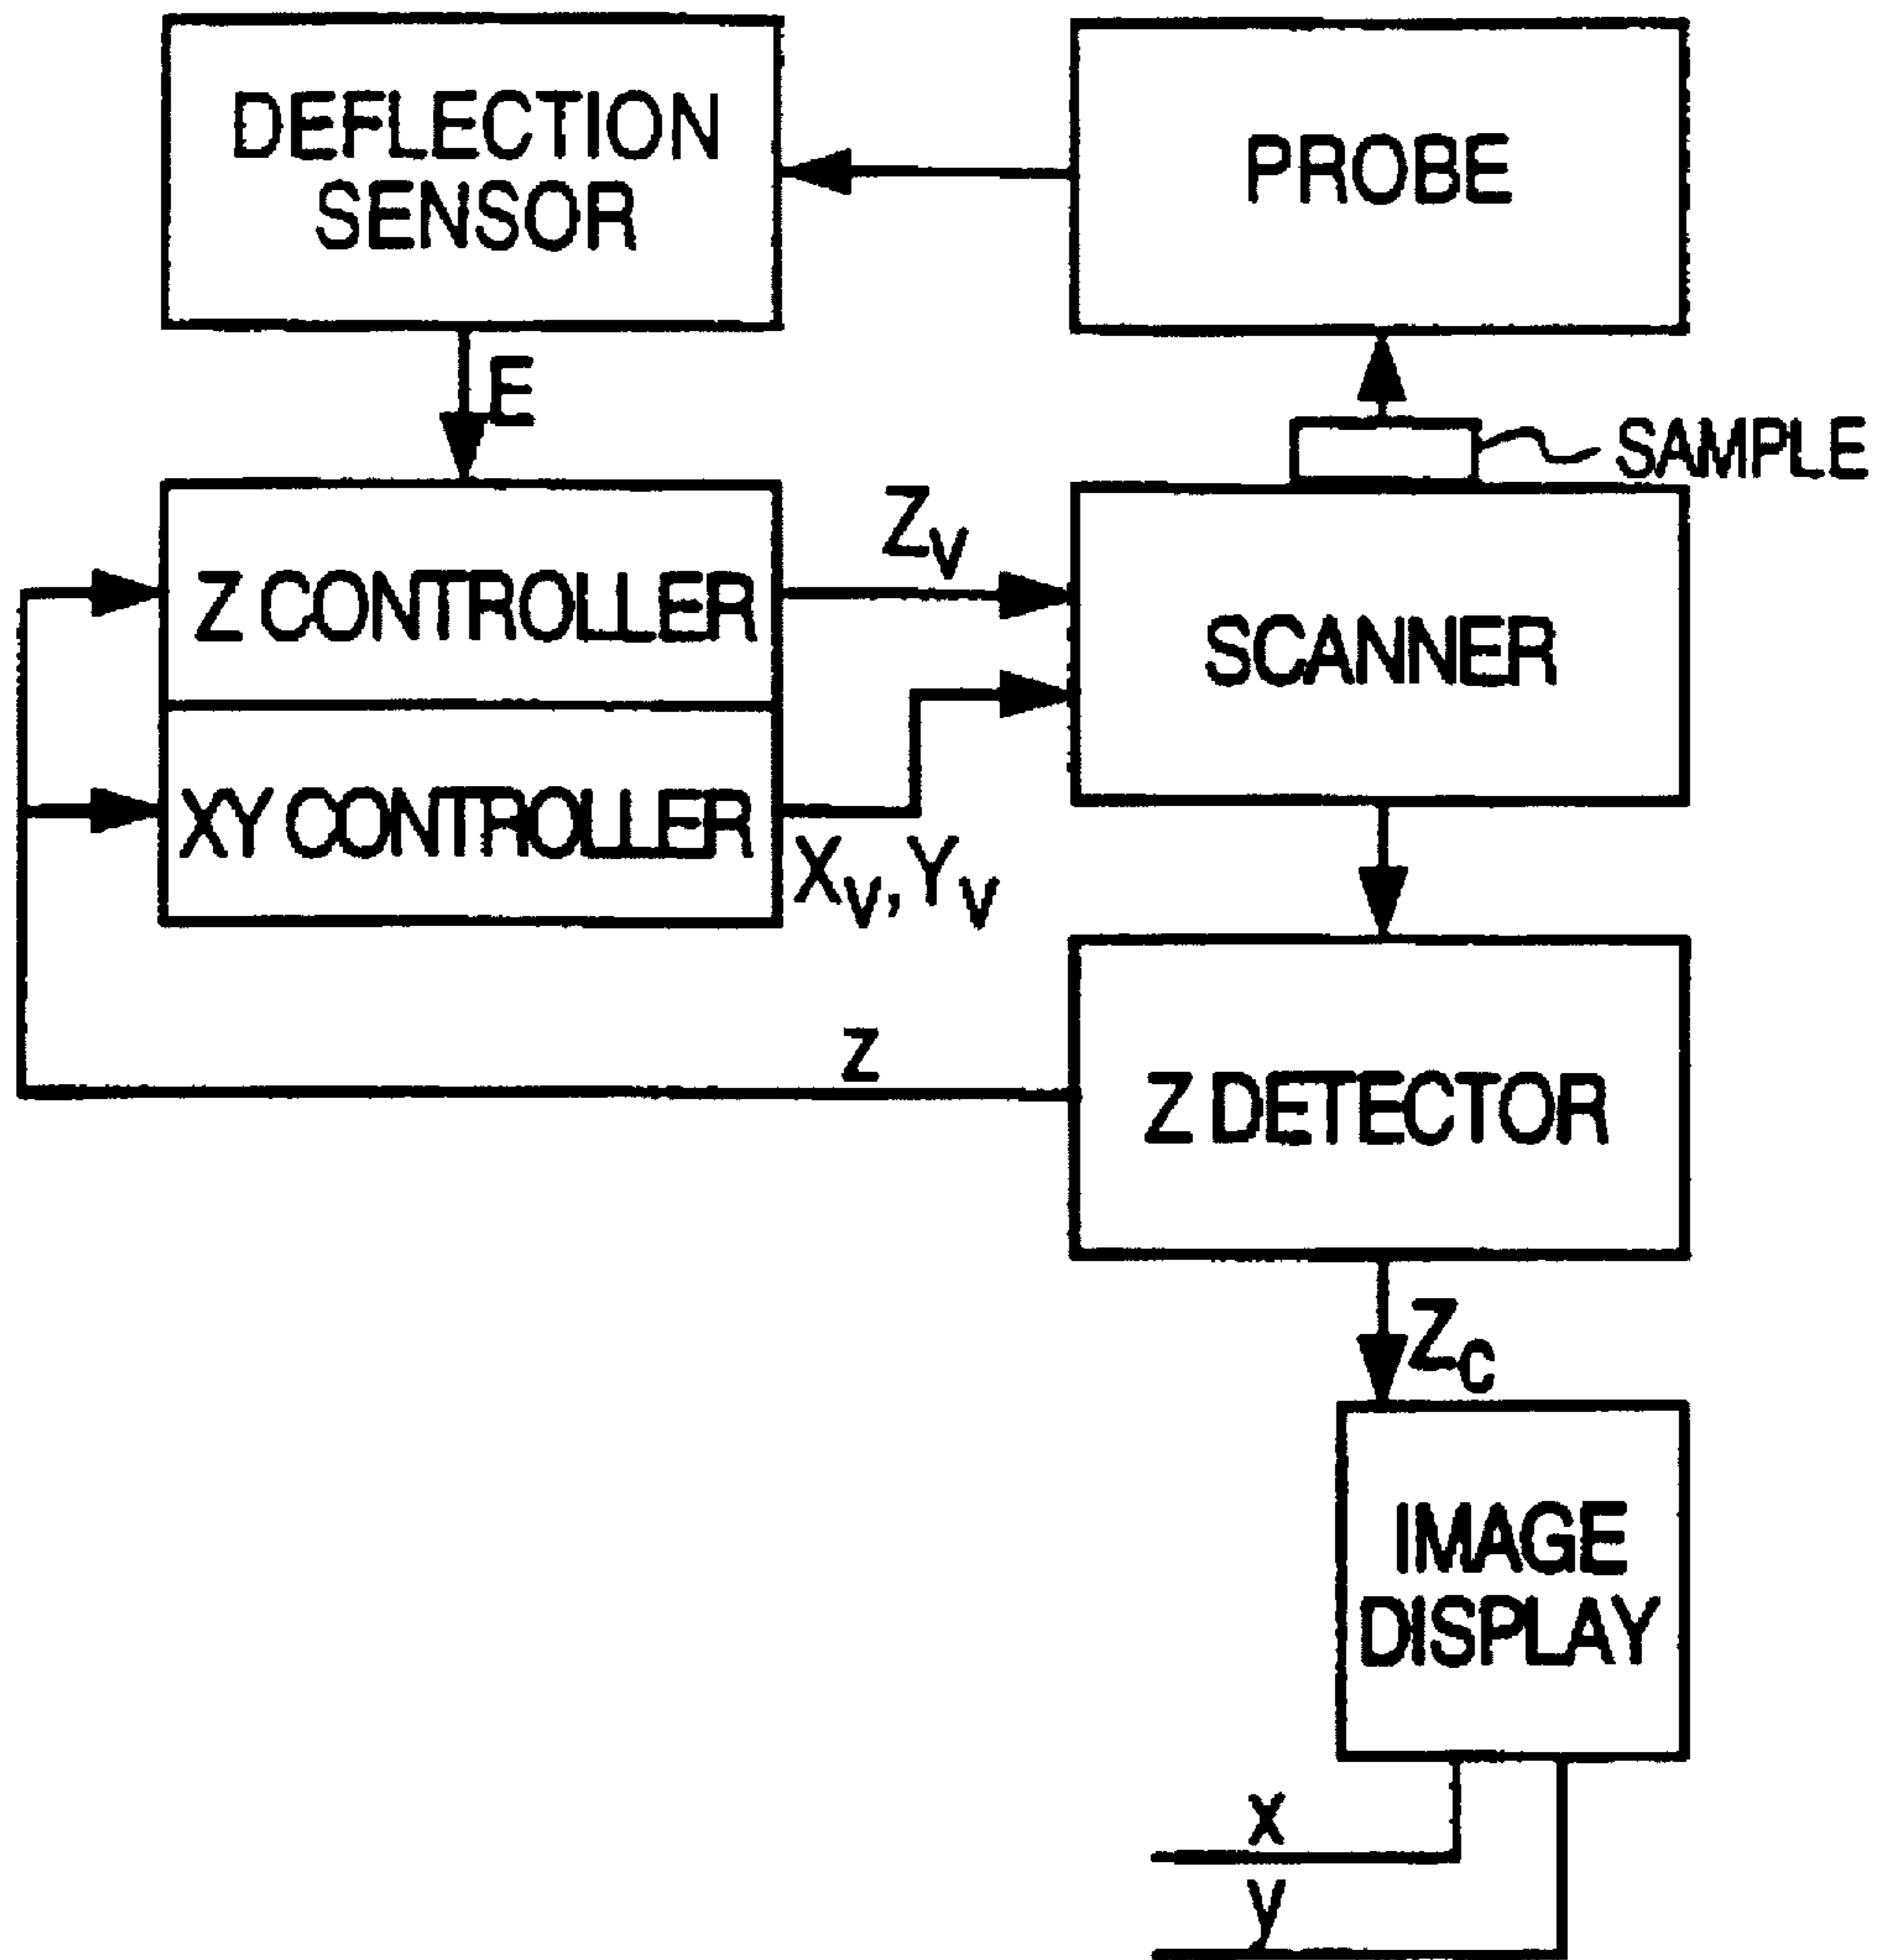 DEFLECTION
SENSOR
PROBE
E
SAMPLE
Zv
Z CONTROLLER
SCANNER
XY CONTROLLER
Xv, Yv
Z
Z DETECTOR
Zc
IMAGE
DISPLAY
X
y